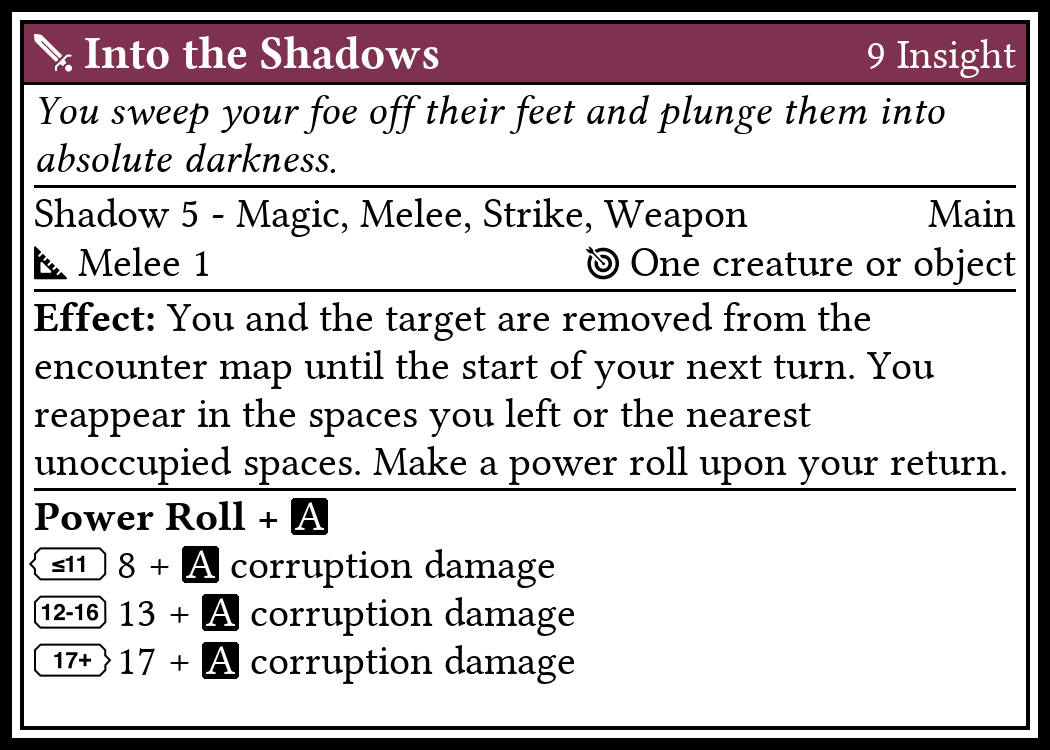 Into the Shadows 9 Insight
You sweep your foe off their feet and plunge them into
absolute darkness.
Shadow 5 - Magic, Melee, Strike, Weapon Main
Melee 1 One creature or object
Effect: You and the target are removed from the
encounter map until the start of your next turn. You
reappear in the spaces you left or the nearest
unoccupied spaces. Make a power roll upon your return.
Power Roll + A
≤11 8 + A corruption damage
12-16 13 + A corruption damage
17+ 17 + A corruption damage